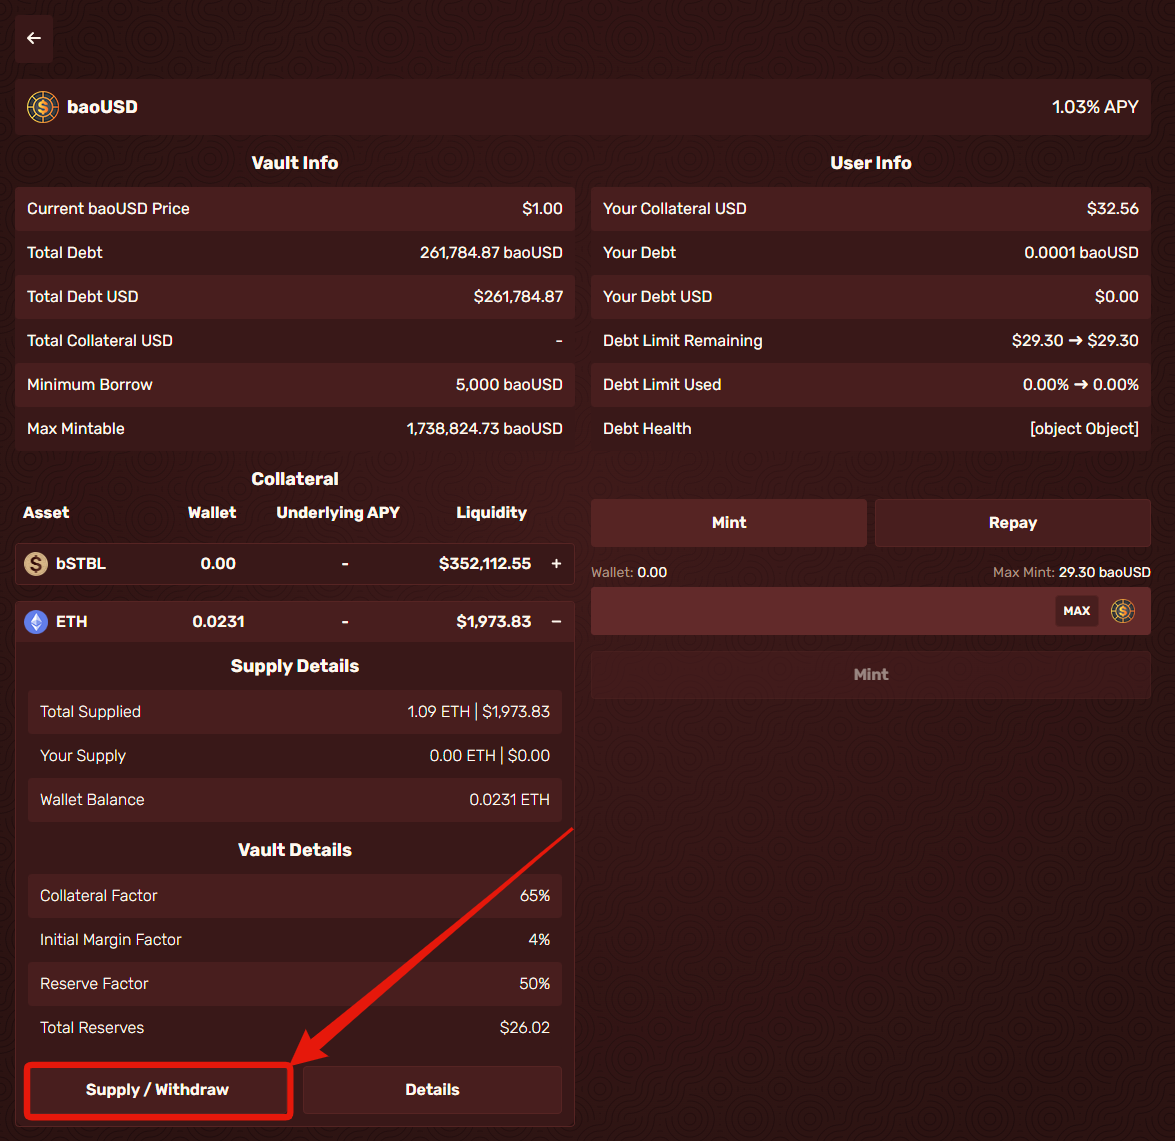 baoUSD 1.03% APY
Vault Info
Current baoUSD Price $1.00
Total Debt 261,784.87 baoUSD
Total Debt USD $261,784.87
Total Collateral USD -
Minimum Borrow 5,000 baoUSD
Max Mintable 1,738,824.73 baoUSD
User Info
Your Collateral USD $32.56
Your Debt 0.0001 baoUSD
Your Debt USD $0.00
Debt Limit Remaining $29.30 ➔ $29.30
Debt Limit Used 0.00% ➔ 0.00%
Debt Health [object Object]
Collateral
Asset Wallet Underlying APY Liquidity
bSTBL 0.00 - $352,112.55 +
ETH 0.0231 - $1,973.83 −
Supply Details
Total Supplied 1.09 ETH | $1,973.83
Your Supply 0.00 ETH | $0.00
Wallet Balance 0.0231 ETH
Vault Details
Collateral Factor 65%
Initial Margin Factor 4%
Reserve Factor 50%
Total Reserves $26.02
Supply / Withdraw Details
Mint Repay
Wallet: 0.00 Max Mint: 29.30 baoUSD
MAX
Mint